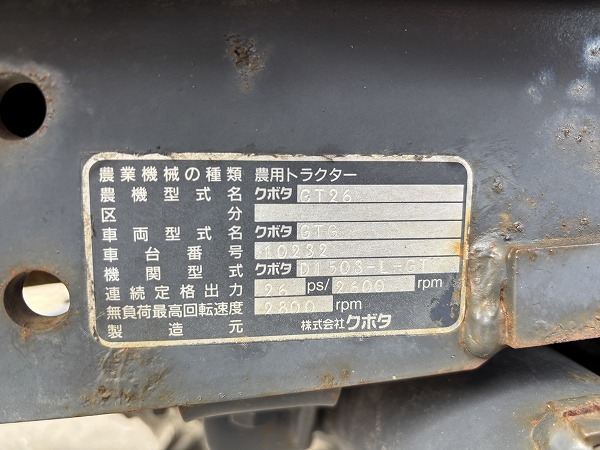 農業機械の種類 農用トラクター
農機型式名 クボタ GT26
区分
車両型式名 クボタ GTG
車台番号 10232
機関型式 クボタ D1503-L-GT
連続定格出力 26 ps/2600 rpm
無負荷最高回転速度 2800 rpm
製造元 株式会社クボタ